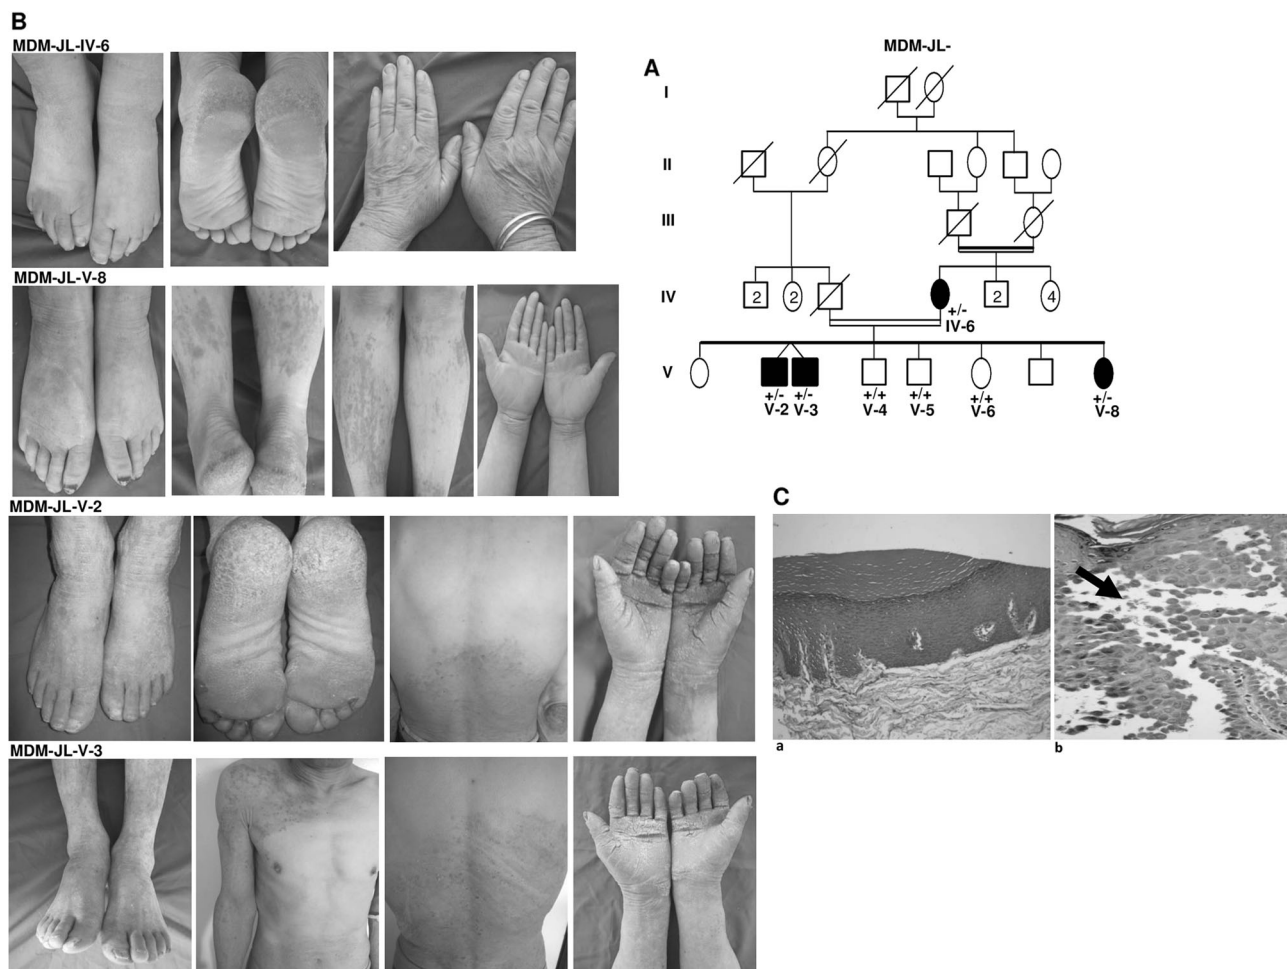 B
MDM-JL-IV-6
MDM-JL-V-8
MDM-JL-V-2
MDM-JL-V-3
A
MDM-JL-
I
II
III
IV
2
2
2
4
+/-
IV-6
V
+/- +/- +/+ +/+ +/+ +/-
V-2 V-3 V-4 V-5 V-6 V-8
C
a
b